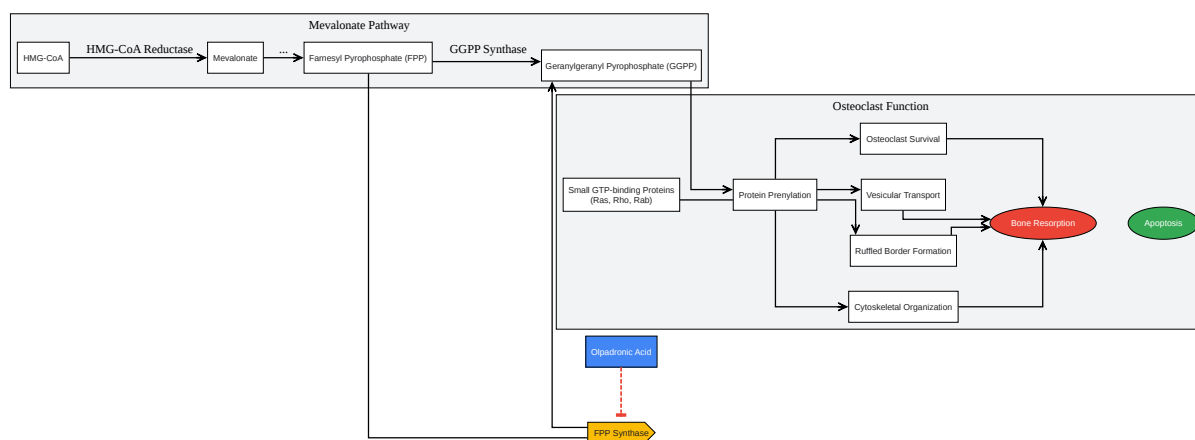 Mevalonate Pathway
HMG-CoA
HMG-CoA Reductase
Mevalonate
...
Farnesyl Pyrophosphate (FPP)
GGPP Synthase
Geranylgeranyl Pyrophosphate (GGPP)
Osteoclast Function
Osteoclast Survival
Small GTP-binding Proteins
(Ras, Rho, Rab)
Protein Prenylation
Vesicular Transport
Bone Resorption
Apoptosis
Ruffled Border Formation
Cytoskeletal Organization
Olpadronic Acid
FPP Synthase